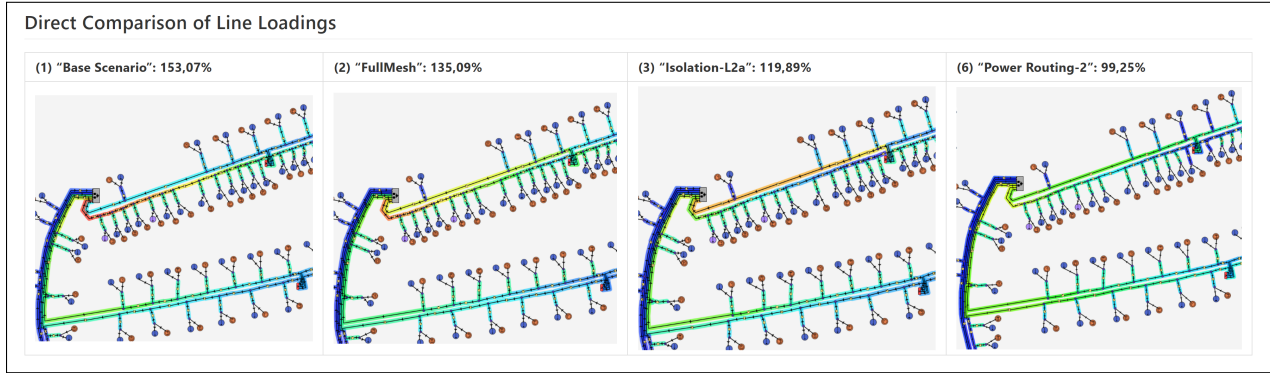 Direct Comparison of Line Loadings
(1) “Base Scenario”: 153,07%
(2) “FullMesh”: 135,09%
(3) “Isolation-L2a”: 119,89%
(6) “Power Routing-2”: 99,25%